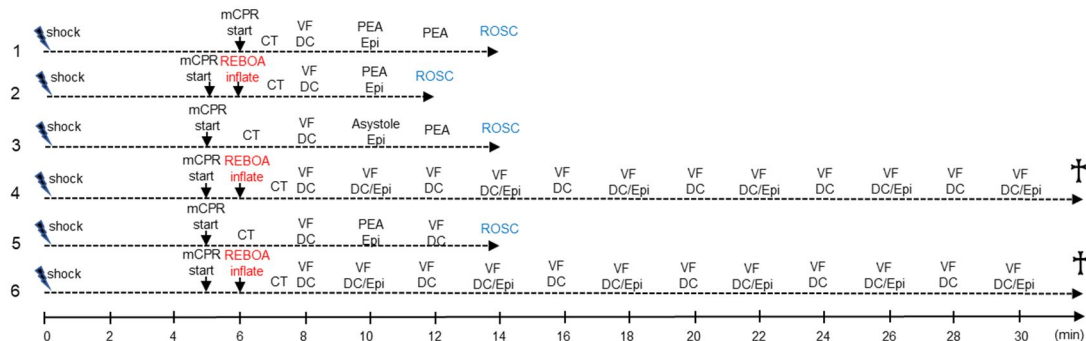 mCPR
start
VF
PEA
shock
CT
DC
Epi
PEA
ROSC
1
mCPR
start
REBOA
inflate
VF
PEA
shock
CT
DC
Epi
ROSC
2
mCPR
start
VF
Asystole
shock
CT
DC
Epi
PEA
ROSC
3
mCPR
start
REBOA
inflate
VF VF VF VF VF VF VF VF VF VF VF VF
shock
CT
DC DC/Epi DC DC/Epi DC DC/Epi DC DC/Epi DC DC/Epi DC DC/Epi
4
mCPR
start
VF PEA VF
shock
CT
DC Epi DC
ROSC
5
mCPR
start
REBOA
inflate
VF VF VF VF VF VF VF VF VF VF VF VF
shock
CT
DC DC/Epi DC DC/Epi DC DC/Epi DC DC/Epi DC DC/Epi DC DC/Epi
6
0 2 4 6 8 10 12 14 16 18 20 22 24 26 28 30 (min)